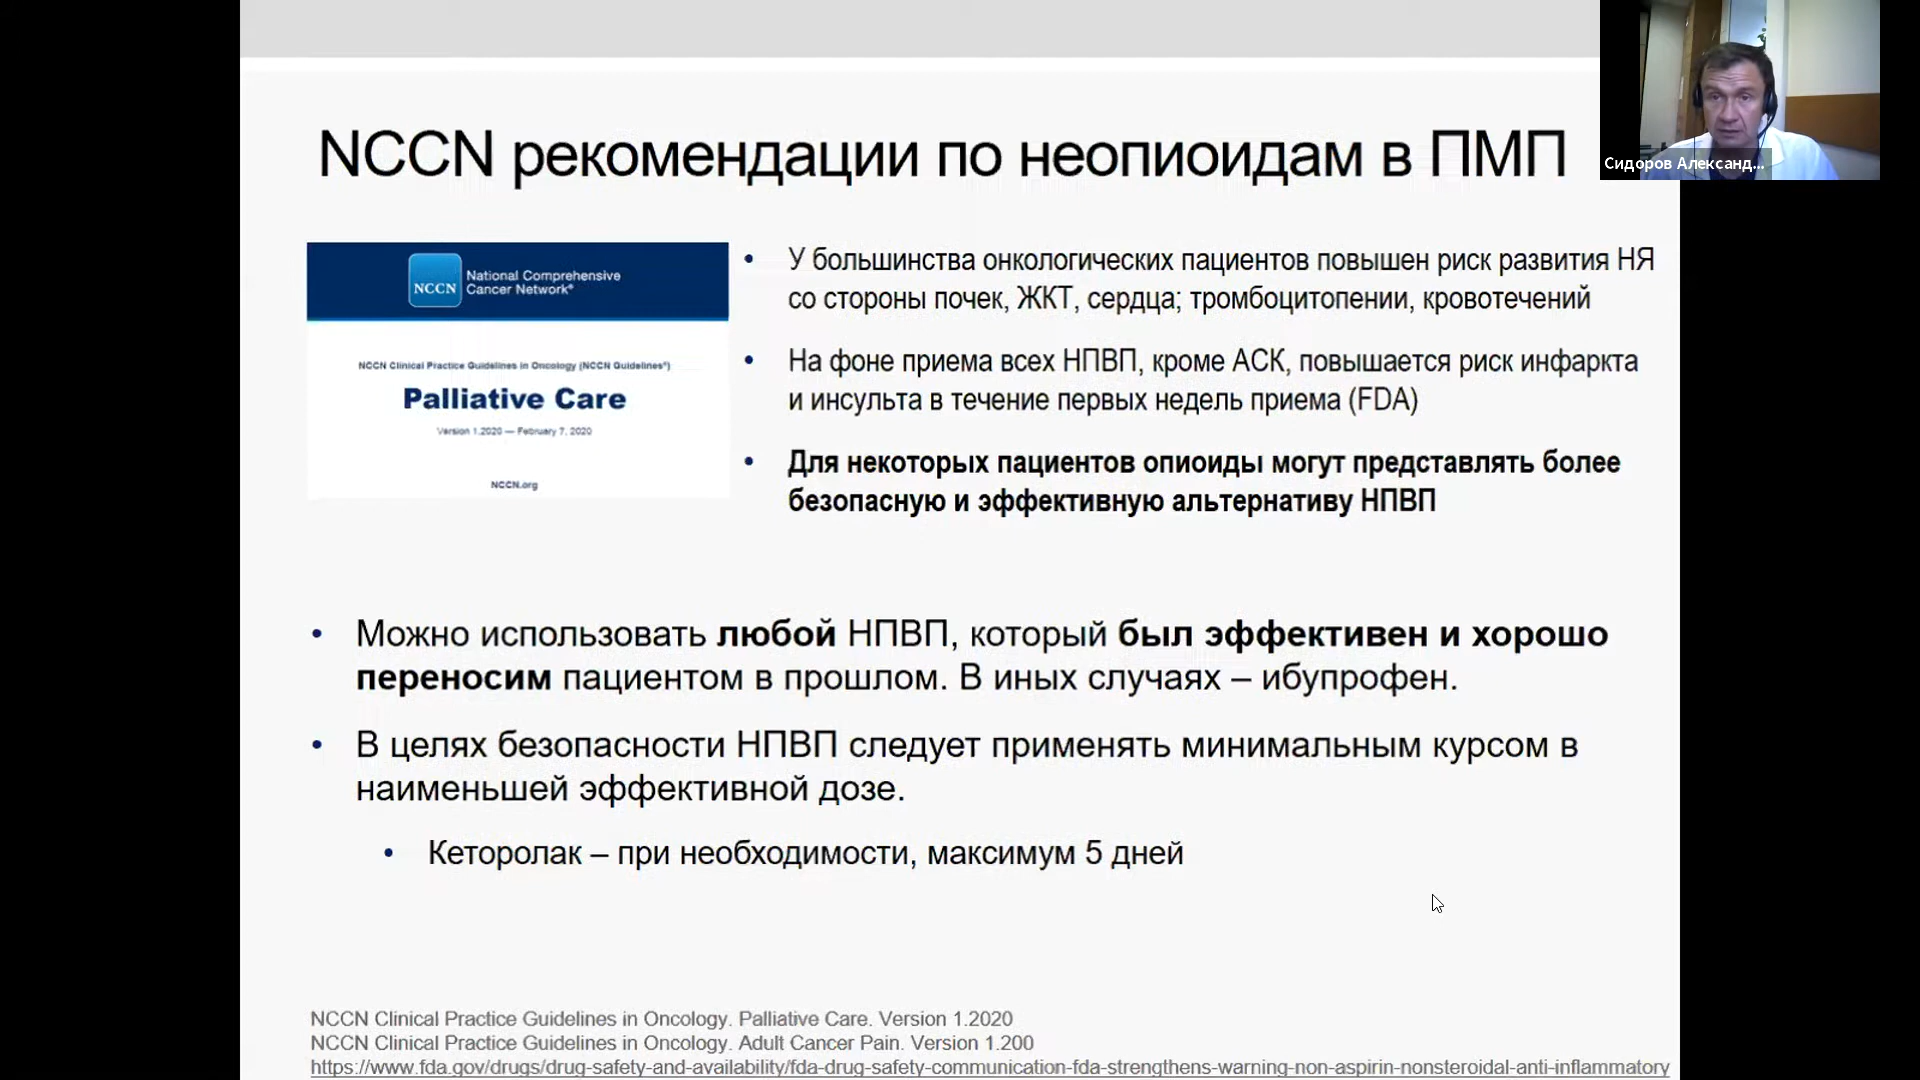 NCCN рекомендации по неопиоидам в ПМП
Сидоров Александ...
NCCN
National Comprehensive
Cancer Network®
NCCN Clinical Practice Guidelines in Oncology (NCCN Guidelines®)
Palliative Care
Version 1.2020 — February 7, 2020
NCCN.org
• У большинства онкологических пациентов повышен риск развития НЯ
со стороны почек, ЖКТ, сердца; тромбоцитопении, кровотечений
• На фоне приема всех НПВП, кроме АСК, повышается риск инфаркта
и инсульта в течение первых недель приема (FDA)
• Для некоторых пациентов опиоиды могут представлять более
безопасную и эффективную альтернативу НПВП
• Можно использовать любой НПВП, который был эффективен и хорошо
переносим пациентом в прошлом. В иных случаях – ибупрофен.
• В целях безопасности НПВП следует применять минимальным курсом в
наименьшей эффективной дозе.
• Кеторолак – при необходимости, максимум 5 дней
NCCN Clinical Practice Guidelines in Oncology. Palliative Care. Version 1.2020
NCCN Clinical Practice Guidelines in Oncology. Adult Cancer Pain. Version 1.200
https://www.fda.gov/drugs/drug-safety-and-availability/fda-drug-safety-communication-fda-strengthens-warning-non-aspirin-nonsteroidal-anti-inflammatory